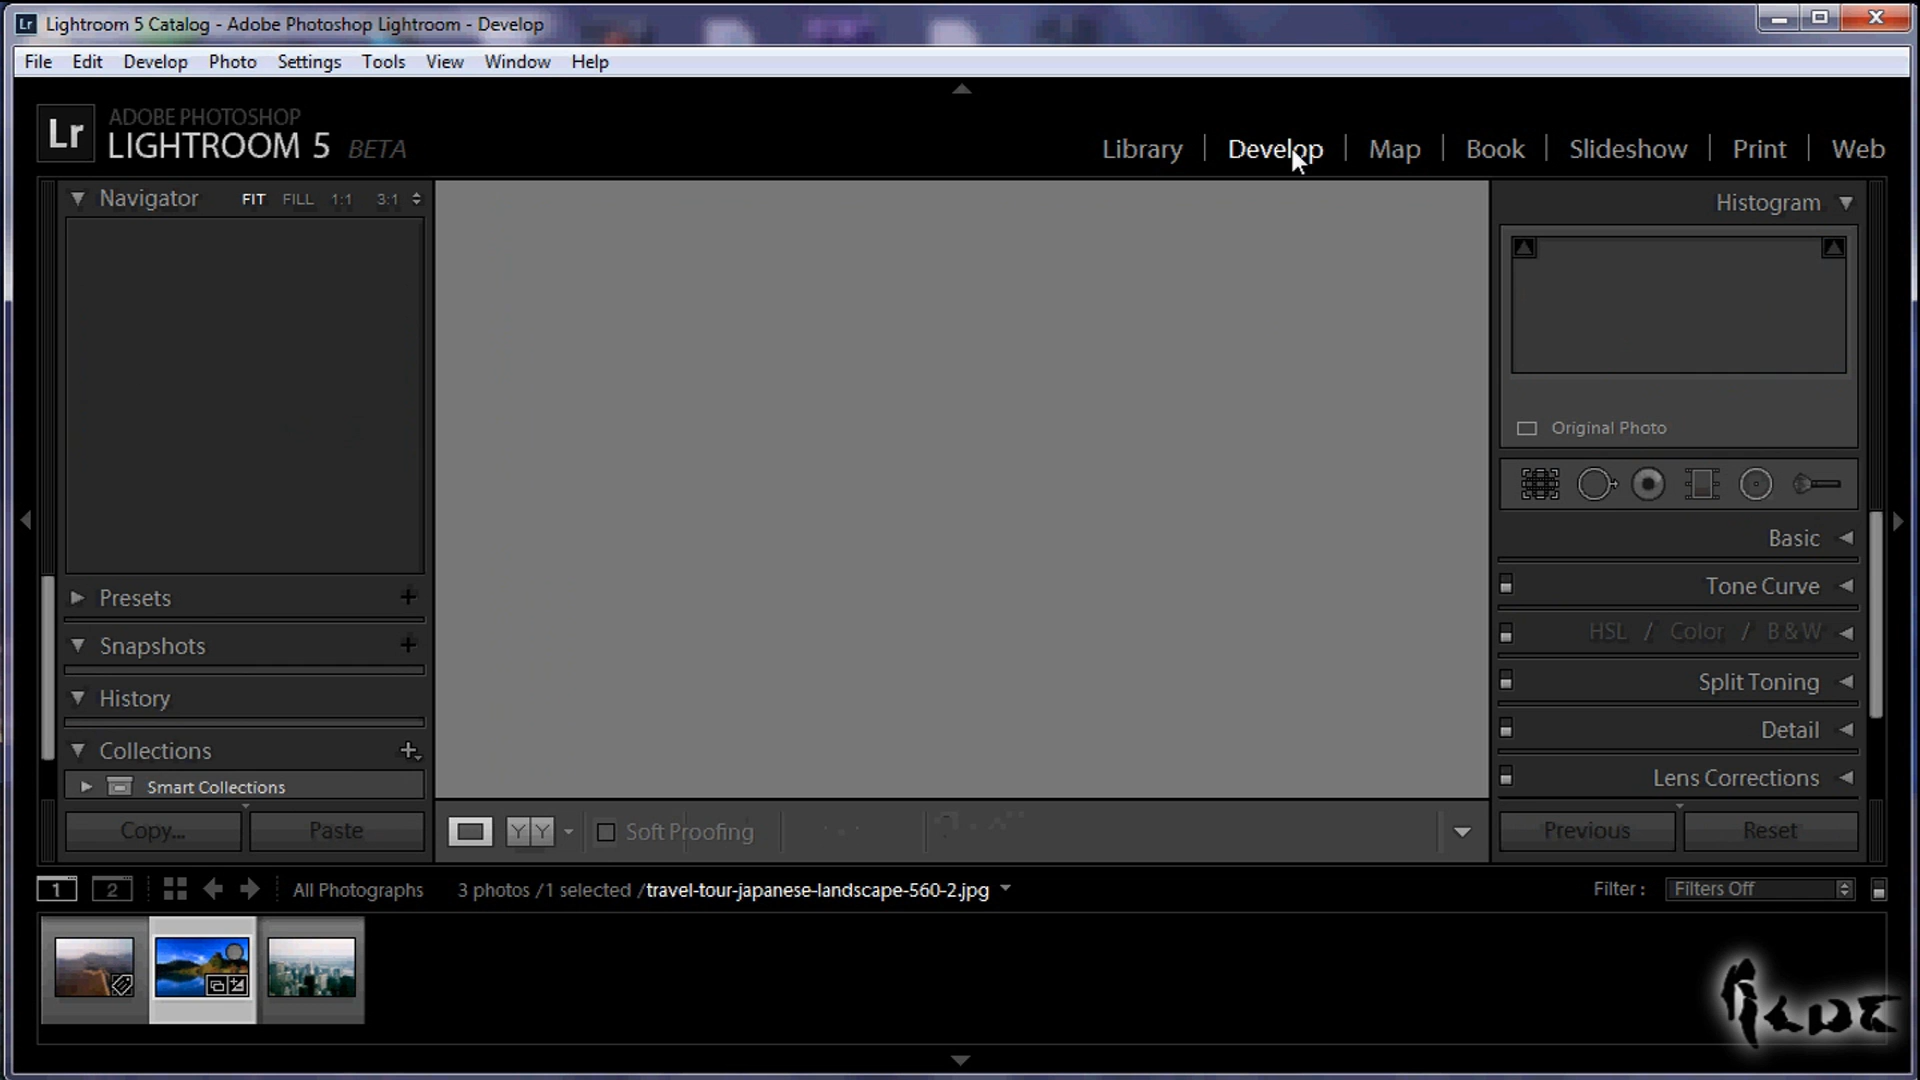 Lr Lightroom 5 Catalog - Adobe Photoshop Lightroom - Develop
File Edit Develop Photo Settings Tools View Window Help
Lr ADOBE PHOTOSHOP
LIGHTROOM 5 BETA
Library | Develop | Map | Book | Slideshow | Print | Web
Navigator FIT FILL 1:1 3:1
Histogram
Original Photo
Basic
Tone Curve
HSL / Color / B & W
Split Toning
Detail
Lens Corrections
Previous Reset
Presets
Snapshots
History
Collections
Smart Collections
Copy... Paste
Y Y Soft Proofing
1 2 All Photographs 3 photos /1 selected /travel-tour-japanese-landscape-560-2.jpg Filter : Filters Off